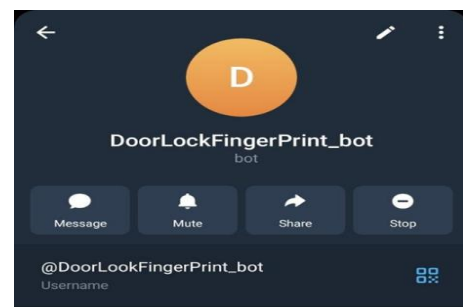 D
DoorLockFingerPrint_bot
bot
Message Mute Share Stop
@DoorLookFingerPrint_bot
Username